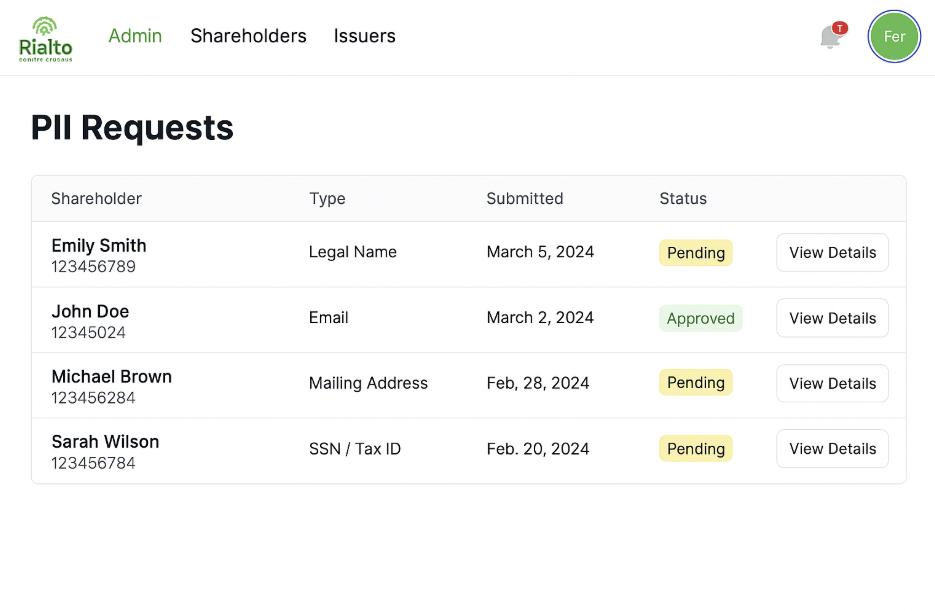 Rialto
Admin
Shareholders
Issuers
T
Fer
PII Requests
Shareholder Type Submitted Status
Emily Smith
123456789
Legal Name
March 5, 2024
Pending
View Details
John Doe
12345024
Email
March 2, 2024
Approved
View Details
Michael Brown
123456284
Mailing Address
Feb, 28, 2024
Pending
View Details
Sarah Wilson
123456784
SSN / Tax ID
Feb. 20, 2024
Pending
View Details